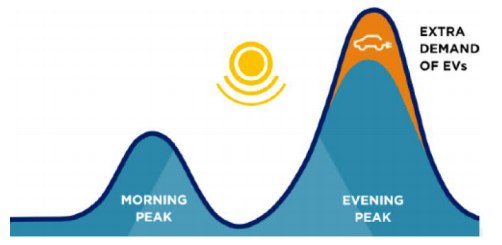 EXTRA
DEMAND
OF EVs
MORNING
PEAK
EVENING
PEAK